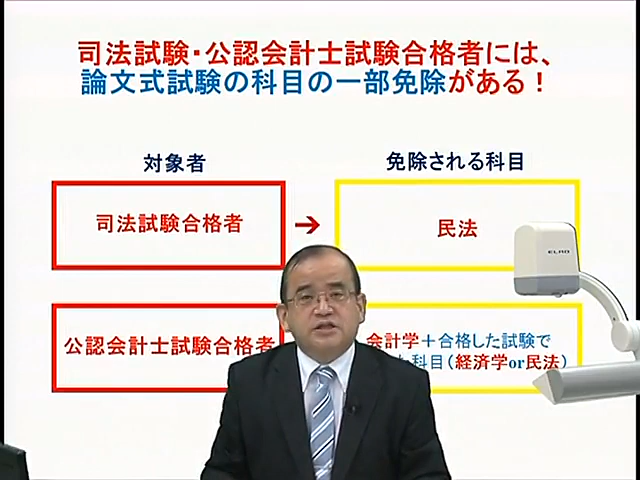 司法試験・公認会計士試験合格者には、
論文式試験の科目の一部免除がある！
対象者
免除される科目
司法試験合格者
→
民法
ELMO
公認会計士試験合格者
会計学＋合格した試験で
た科目（経済学or民法）